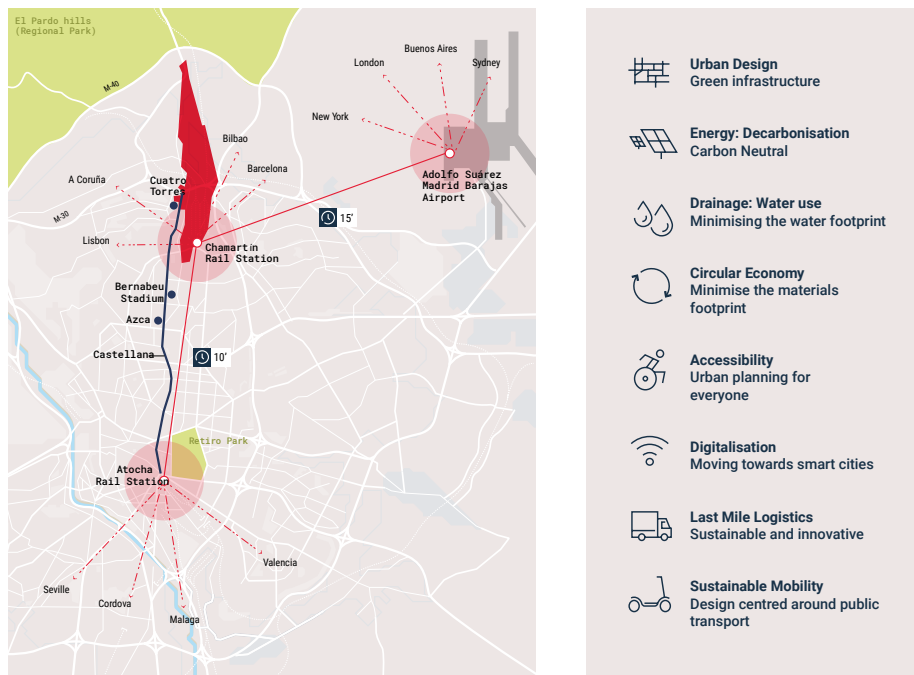 El Pardo hills
(Regional Park)
M-40
Buenos Aires
London
Sydney
New York
Bilbao
Barcelona
A Coruña
Cuatro
Torres
Adolfo Suárez
Madrid Barajas
Airport
M-30
15’
Lisbon
Chamartín
Rail Station
Bernabeu
Stadium
Azca
Castellana
10’
Retiro Park
Atocha
Rail Station
Valencia
Seville
Cordova
Malaga
Urban Design
Green infrastructure
Energy: Decarbonisation
Carbon Neutral
Drainage: Water use
Minimising the water footprint
Circular Economy
Minimise the materials
footprint
Accessibility
Urban planning for
everyone
Digitalisation
Moving towards smart cities
Last Mile Logistics
Sustainable and innovative
Sustainable Mobility
Design centred around public
transport